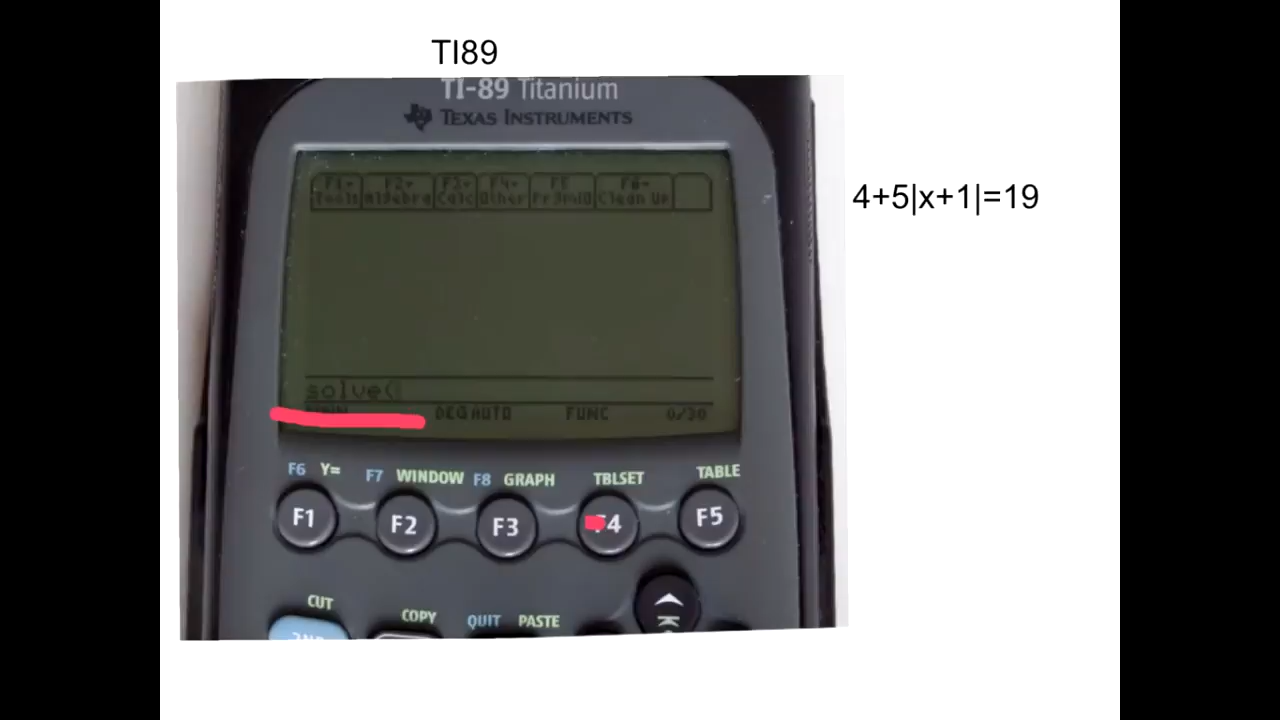 TI89
TI-89 Titanium
TEXAS INSTRUMENTS
F1▾ F2▾ F3▾ F4▾ F5 F6▾
Tools Algebra Calc Other PrgmIO Clean Up
4+5|x+1|=19
solve(
MAIN DEG AUTO FUNC 0/30
F6 Y= F7 WINDOW F8 GRAPH TBLSET TABLE
F1 F2 F3 F4 F5
CUT COPY QUIT PASTE
2ND